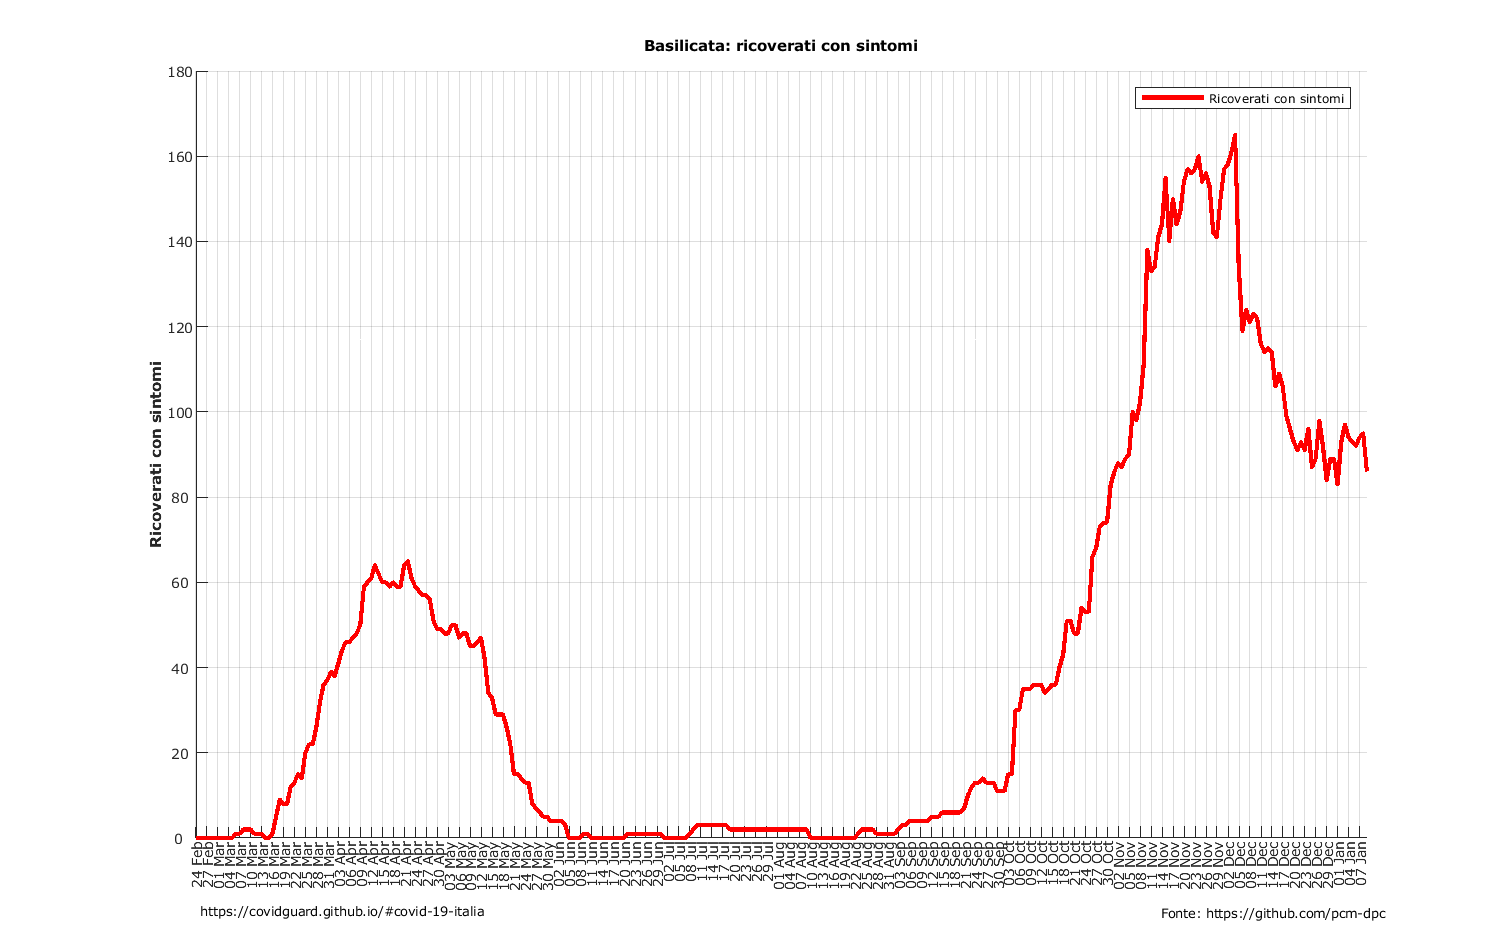 Basilicata: ricoverati con sintomi
Ricoverati con sintomi
180
160
140
120
100
80
60
40
20
0
Ricoverati con sintomi
24 Feb
27 Feb
01 Mar
04 Mar
07 Mar
10 Mar
13 Mar
16 Mar
19 Mar
22 Mar
25 Mar
28 Mar
31 Mar
03 Apr
06 Apr
09 Apr
12 Apr
15 Apr
18 Apr
21 Apr
24 Apr
27 Apr
30 Apr
03 May
06 May
09 May
12 May
15 May
18 May
21 May
24 May
27 May
30 May
02 Jun
05 Jun
08 Jun
11 Jun
14 Jun
17 Jun
20 Jun
23 Jun
26 Jun
29 Jun
02 Jul
05 Jul
08 Jul
11 Jul
14 Jul
17 Jul
20 Jul
23 Jul
26 Jul
29 Jul
01 Aug
04 Aug
07 Aug
10 Aug
13 Aug
16 Aug
19 Aug
22 Aug
25 Aug
28 Aug
31 Aug
03 Sep
06 Sep
09 Sep
12 Sep
15 Sep
18 Sep
21 Sep
24 Sep
27 Sep
30 Sep
03 Oct
06 Oct
09 Oct
12 Oct
15 Oct
18 Oct
21 Oct
24 Oct
27 Oct
30 Oct
02 Nov
05 Nov
08 Nov
11 Nov
14 Nov
17 Nov
20 Nov
23 Nov
26 Nov
29 Nov
02 Dec
05 Dec
08 Dec
11 Dec
14 Dec
17 Dec
20 Dec
23 Dec
26 Dec
29 Dec
01 Jan
04 Jan
07 Jan
https://covidguard.github.io/#covid-19-italia
Fonte: https://github.com/pcm-dpc